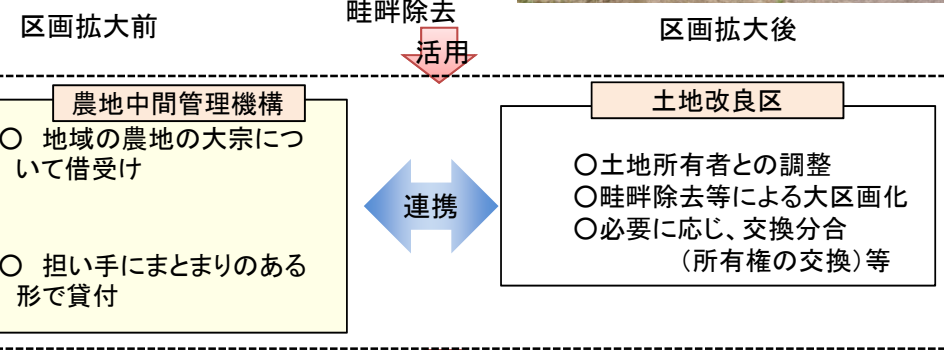 畦畔除去
区画拡大前
区画拡大後
活用
農地中間管理機構
○ 地域の農地の大宗につ
いて借受け
○ 担い手にまとまりのある
形で貸付
連携
土地改良区
○土地所有者との調整
○畦畔除去等による大区画化
○必要に応じ、交換分合
(所有権の交換)等